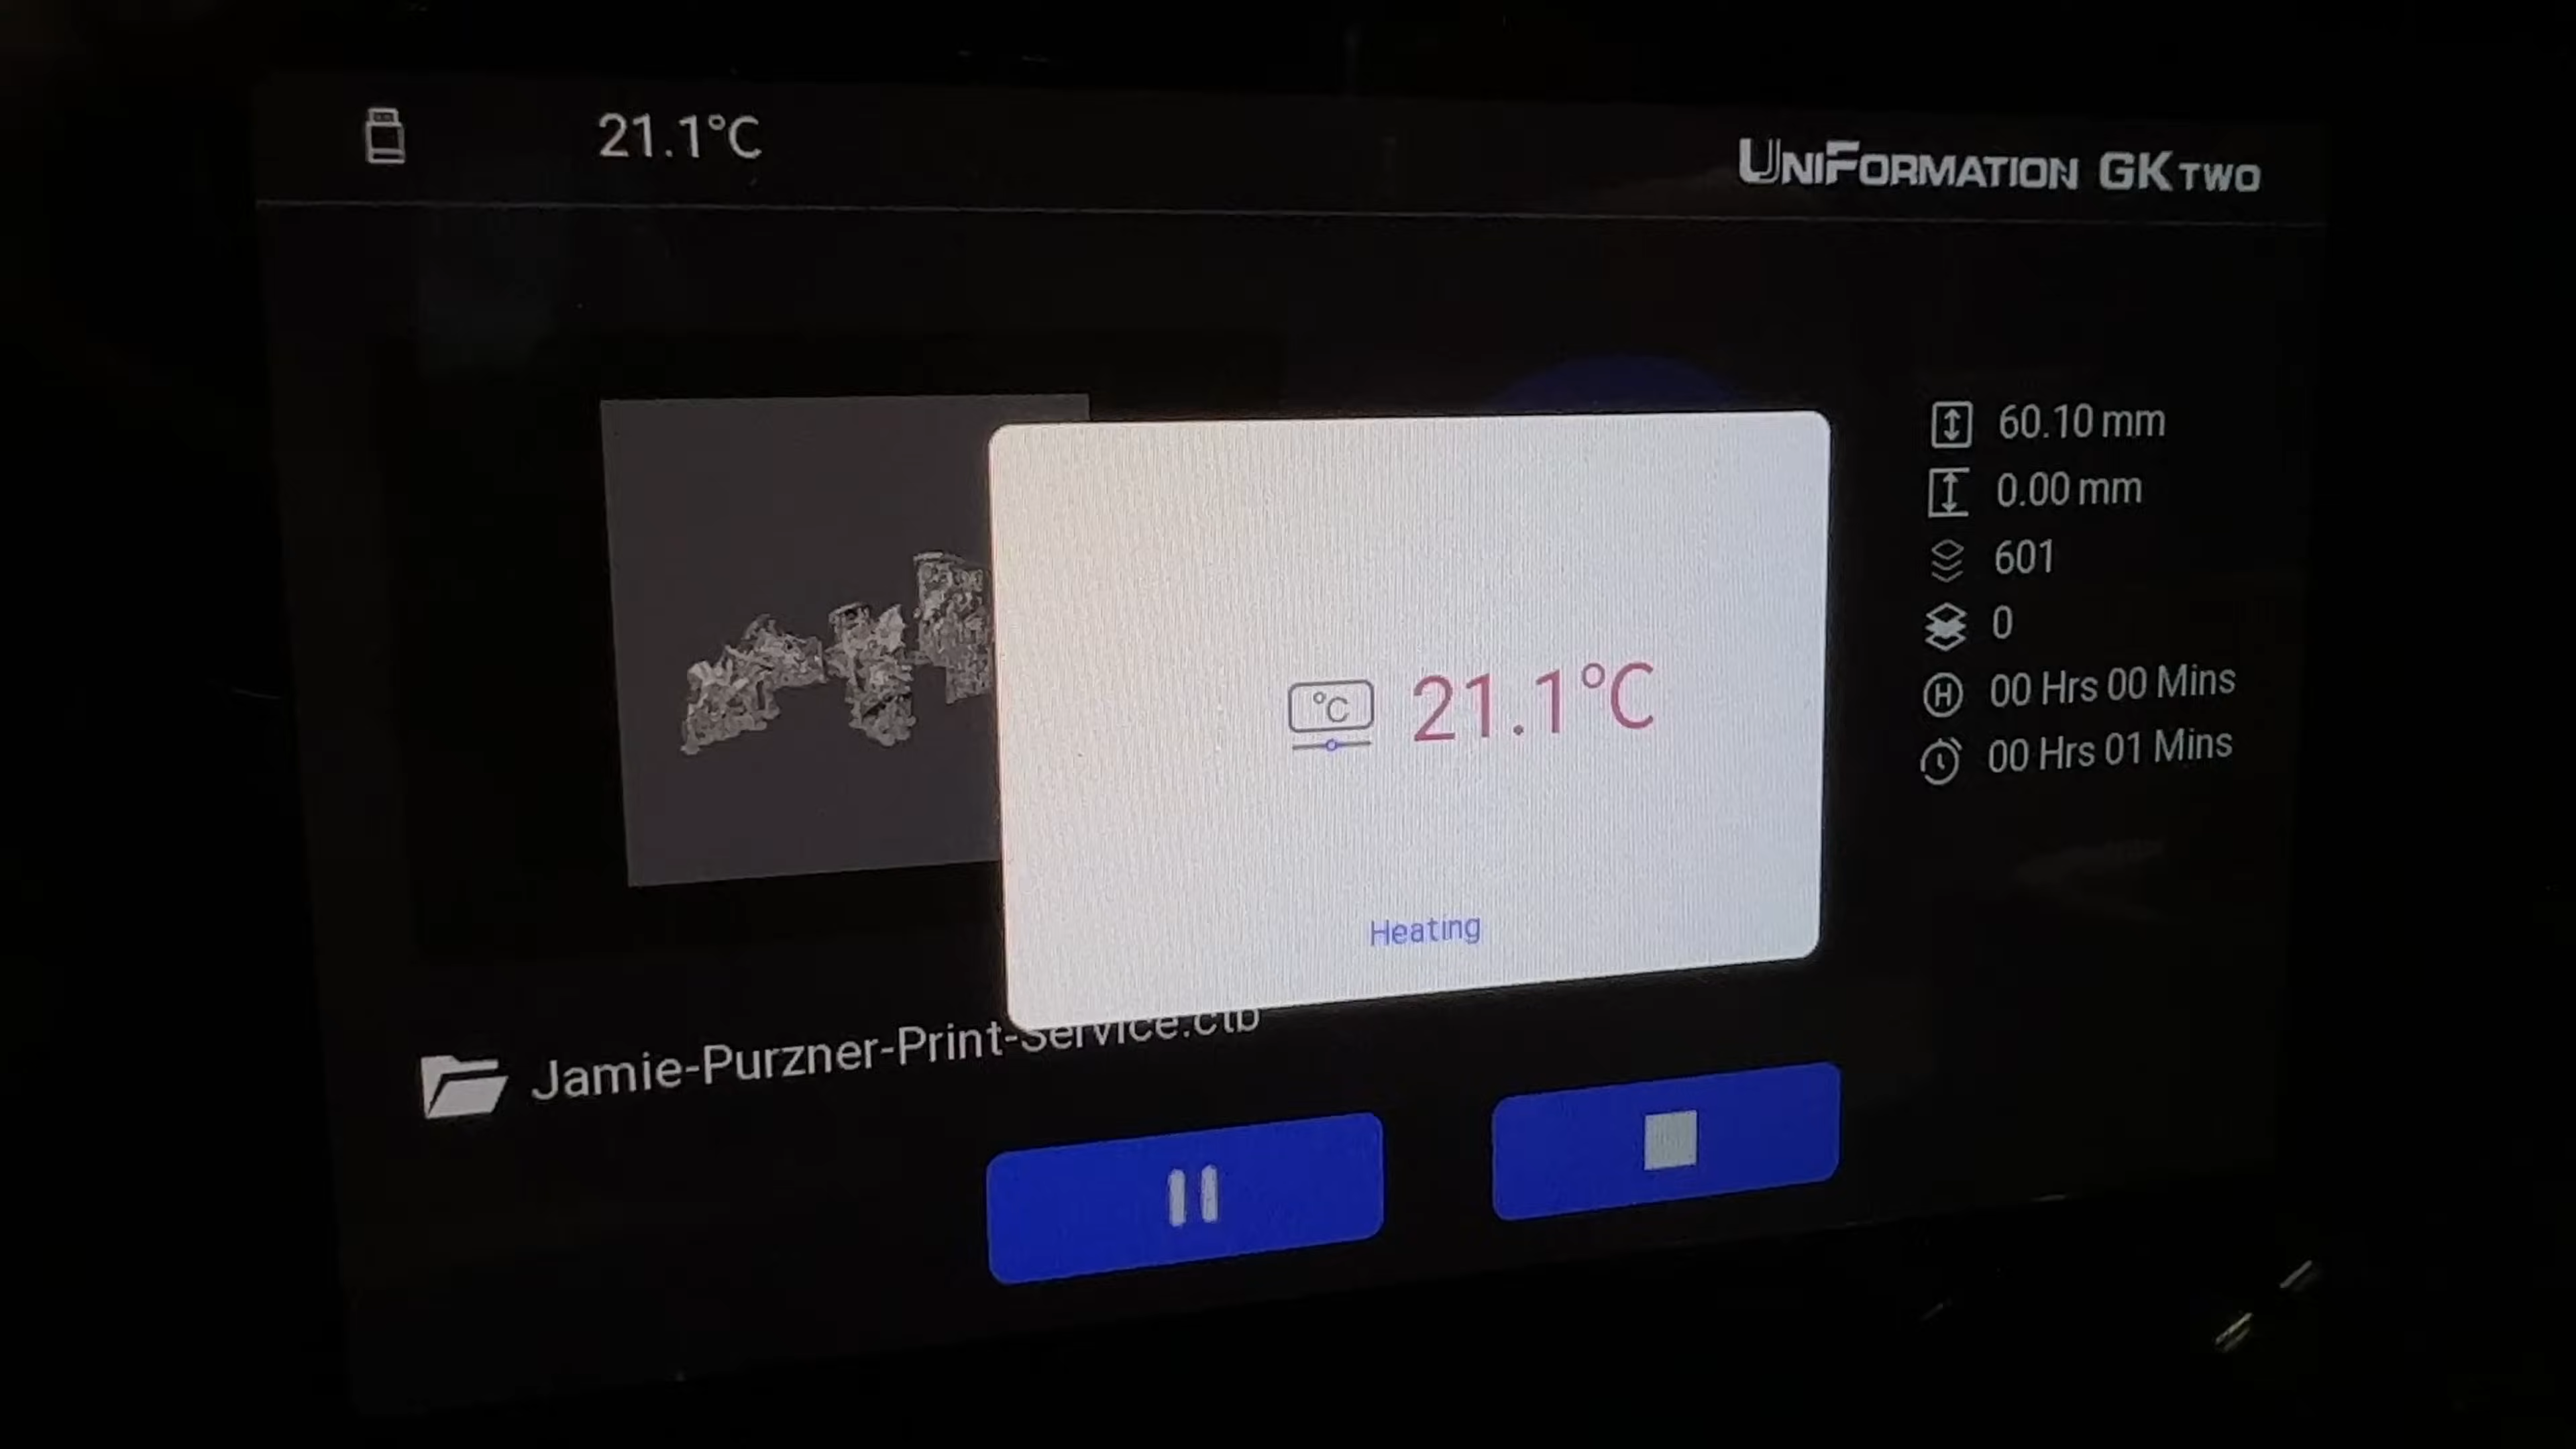 21.1°C
UNIFORMATION GK TWO
60.10 mm
0.00 mm
601
0
H 00 Hrs 00 Mins
00 Hrs 01 Mins
°C 21.1°C
Heating
Jamie-Purzner-Print-Service.ctb